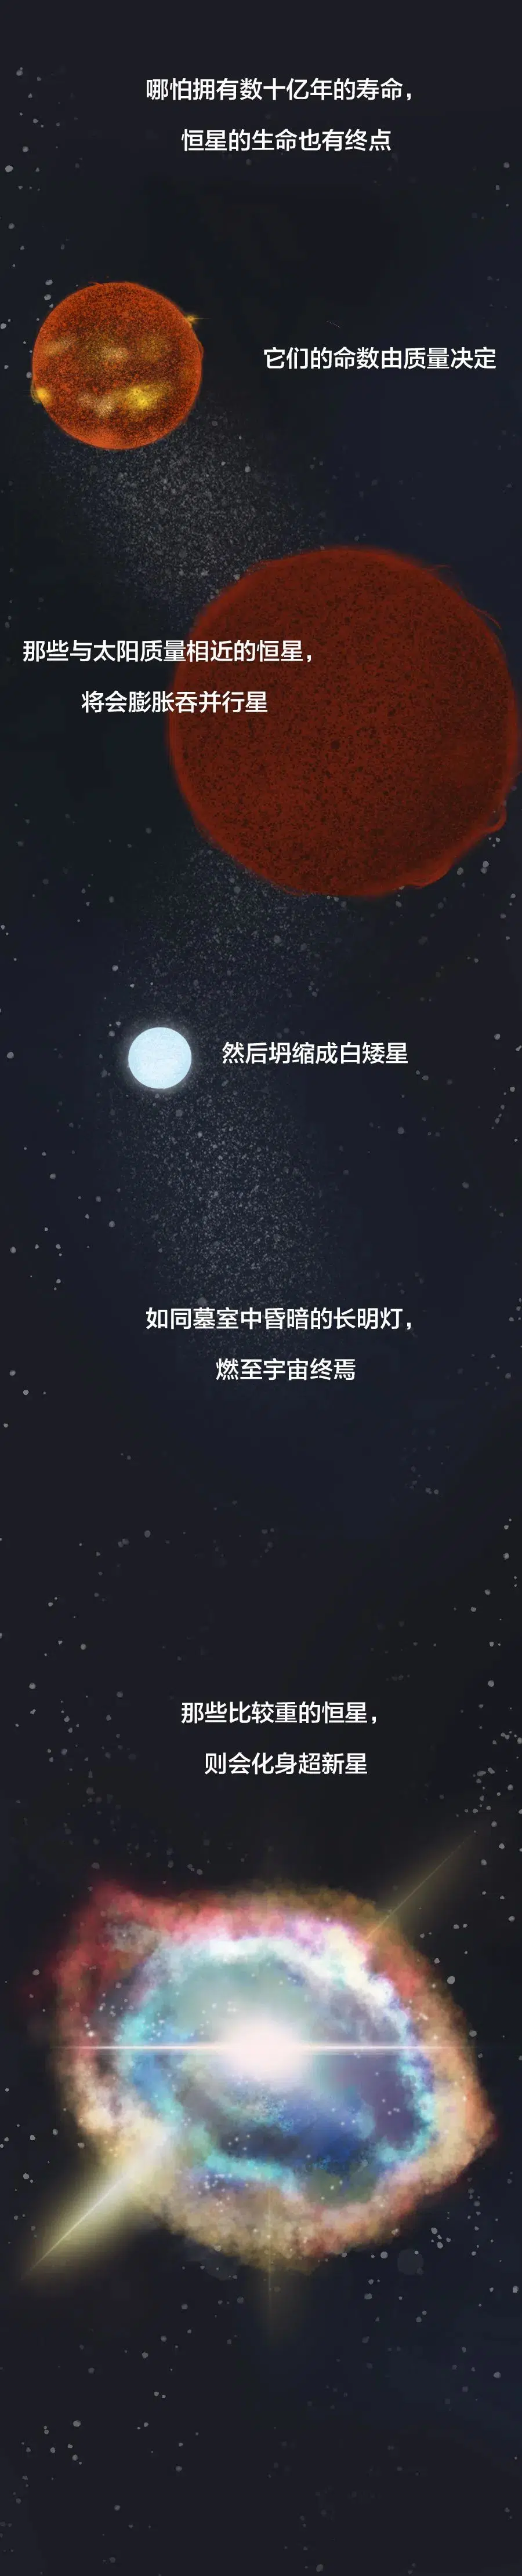 哪怕拥有数十亿年的寿命，
恒星的生命也有终点
它们的命数由质量决定
那些与太阳质量相近的恒星，
将会膨胀吞并行星
然后坍缩成白矮星
如同墓室中昏暗的长明灯，
燃至宇宙终焉
那些比较重的恒星，
则会化身超新星